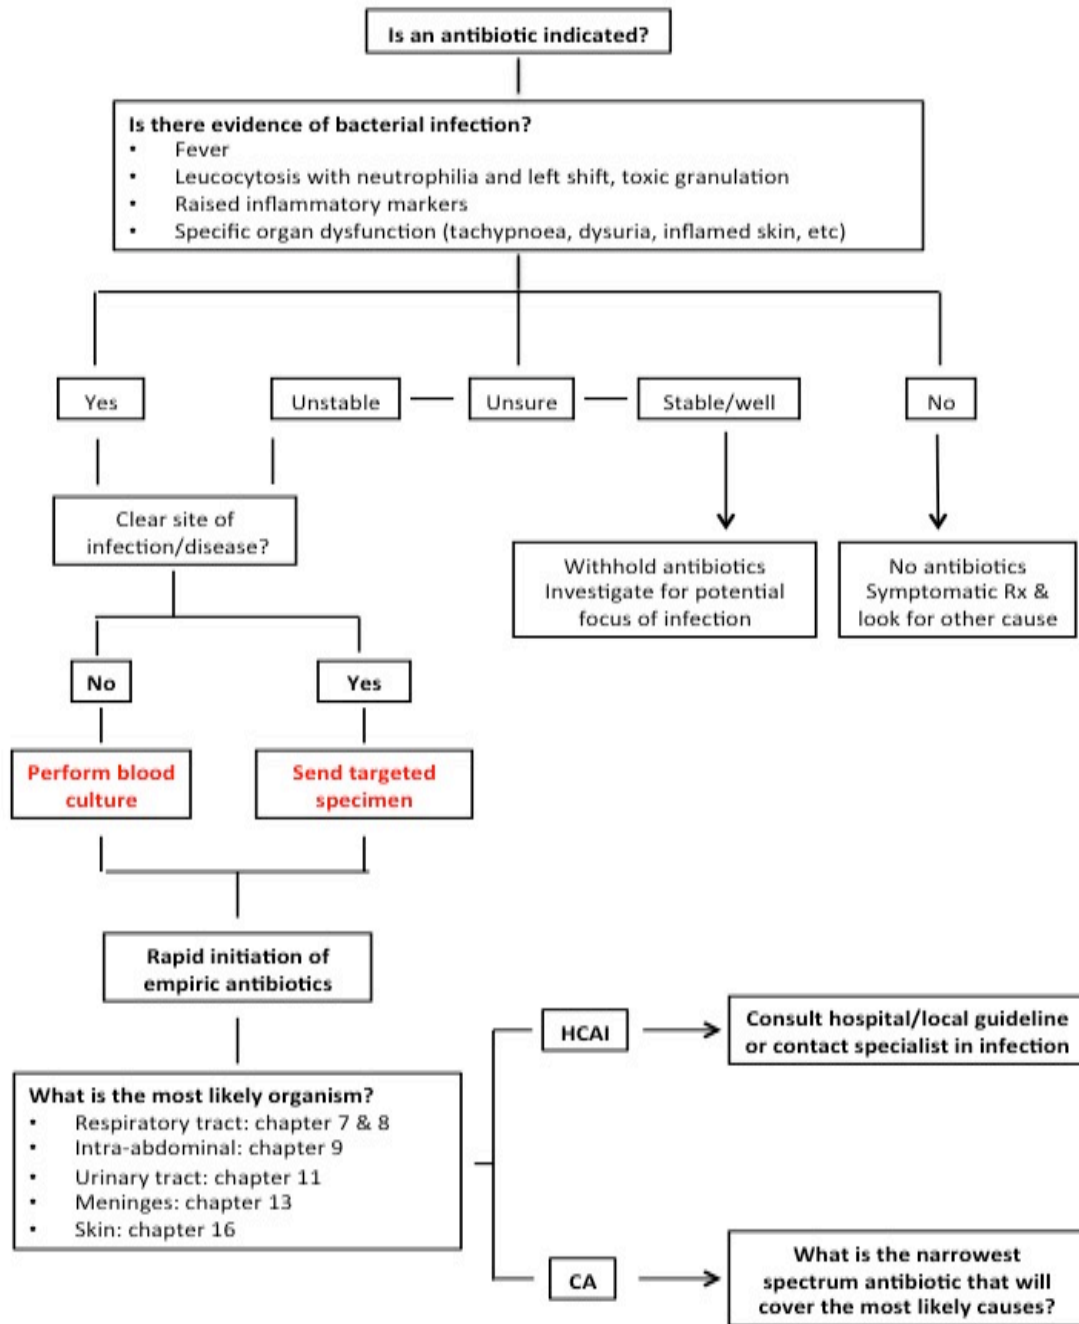 Is an antibiotic indicated?
Is there evidence of bacterial infection?
• Fever
• Leucocytosis with neutrophilia and left shift, toxic granulation
• Raised inflammatory markers
• Specific organ dysfunction (tachypnoea, dysuria, inflamed skin, etc)
Yes
Unstable
Unsure
Stable/well
No
Clear site of
infection/disease?
Withhold antibiotics
Investigate for potential
focus of infection
No antibiotics
Symptomatic Rx &
look for other cause
No
Yes
Perform blood
culture
Send targeted
specimen
Rapid initiation of
empiric antibiotics
What is the most likely organism?
• Respiratory tract: chapter 7 & 8
• Intra-abdominal: chapter 9
• Urinary tract: chapter 11
• Meninges: chapter 13
• Skin: chapter 16
HCAI
Consult hospital/local guideline
or contact specialist in infection
CA
What is the narrowest
spectrum antibiotic that will
cover the most likely causes?